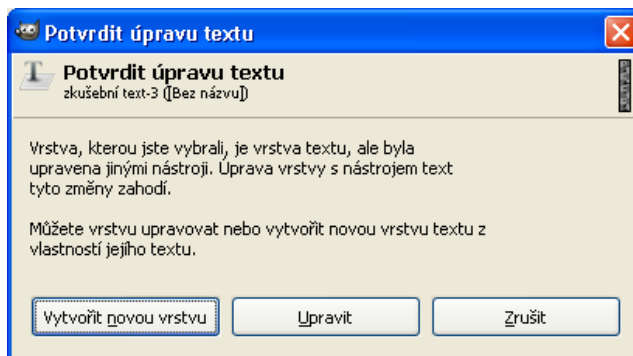 Potvrdit úpravu textu
Potvrdit úpravu textu
zkušební text-3 ([Bez názvu])
Vrstva, kterou jste vybrali, je vrstva textu, ale byla
upravena jinými nástroji. Úprava vrstvy s nástrojem text
tyto změny zahodí.
Můžete vrstvu upravovat nebo vytvořit novou vrstvu textu z
vlastností jejího textu.
Vytvořit novou vrstvu Upravit Zrušit